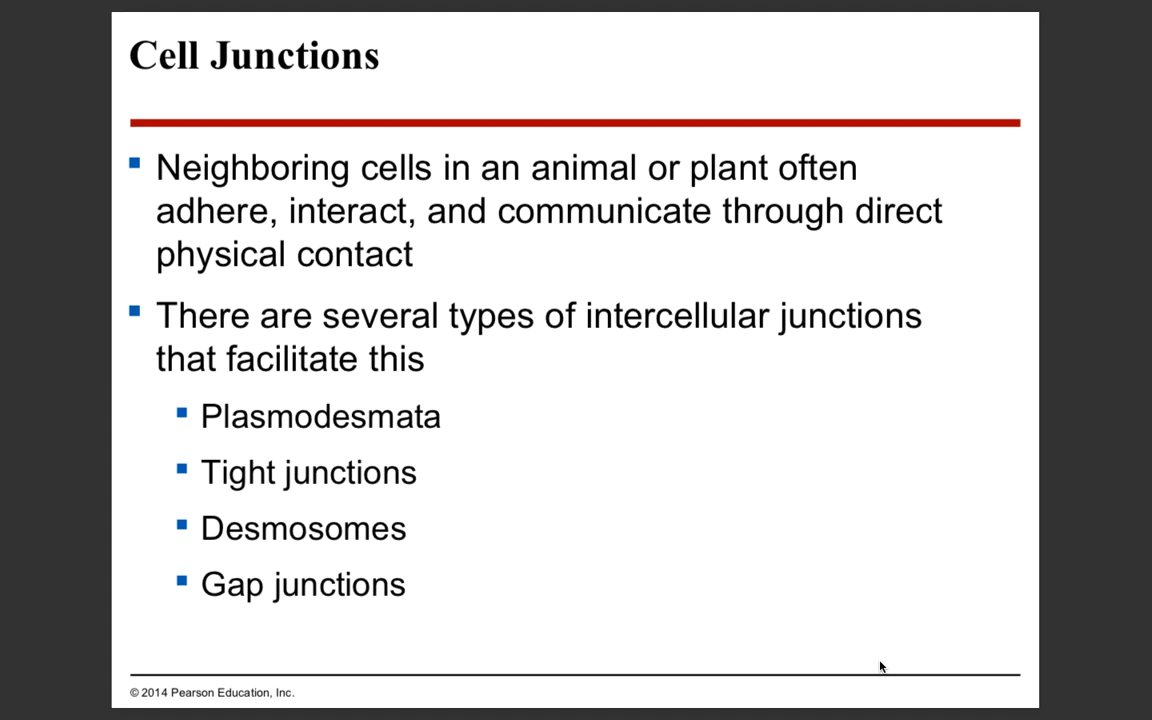 Cell Junctions
Neighboring cells in an animal or plant often
adhere, interact, and communicate through direct
physical contact
There are several types of intercellular junctions
that facilitate this
Plasmodesmata
Tight junctions
Desmosomes
Gap junctions
© 2014 Pearson Education, Inc.